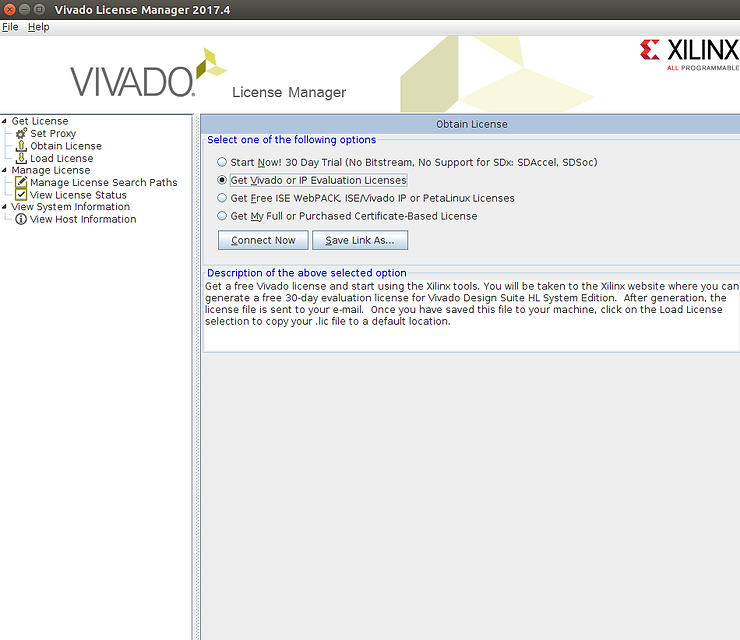 Vivado License Manager 2017.4
File Help
VIVADO.
License Manager
XILINX
ALL PROGRAMMABLE
Get License
Set Proxy
Obtain License
Load License
Manage License
Manage License Search Paths
View License Status
View System Information
View Host Information
Obtain License
Select one of the following options
Start Now! 30 Day Trial (No Bitstream, No Support for SDx: SDAccel, SDSoc)
Get Vivado or IP Evaluation Licenses
Get Free ISE WebPACK, ISE/Vivado IP or PetaLinux Licenses
Get My Full or Purchased Certificate-Based License
Connect Now Save Link As...
Description of the above selected option
Get a free Vivado license and start using the Xilinx tools. You will be taken to the Xilinx website where you can
generate a free 30-day evaluation license for Vivado Design Suite HL System Edition. After generation, the
license file is sent to your e-mail. Once you have saved this file to your machine, click on the Load License
selection to copy your .lic file to a default location.